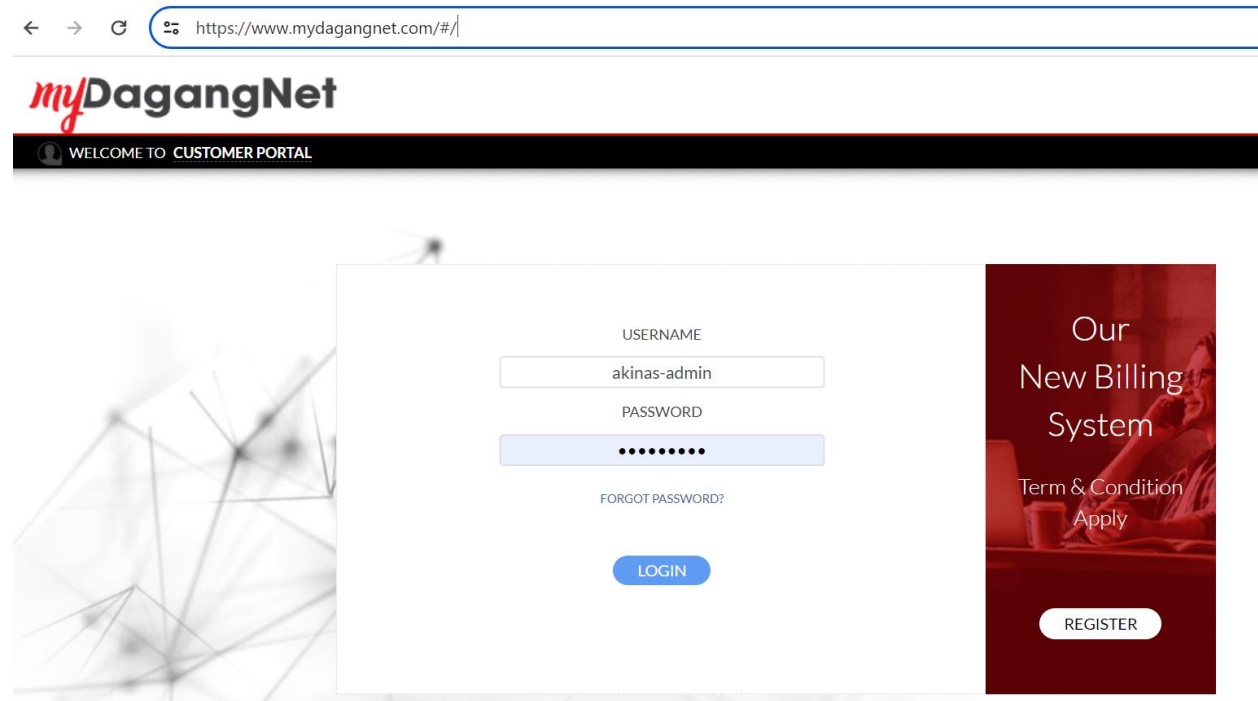 https://www.mydagangnet.com/#/
myDagangNet
WELCOME TO CUSTOMER PORTAL
USERNAME
akinas-admin
PASSWORD
•••••••••
FORGOT PASSWORD?
LOGIN
Our
New Billing
System
Term & Condition
Apply
REGISTER